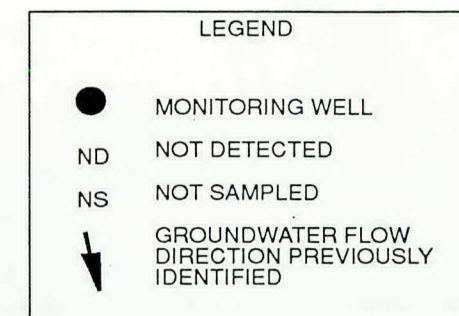 LEGEND
MONITORING WELL
ND NOT DETECTED
NS NOT SAMPLED
GROUNDWATER FLOW
DIRECTION PREVIOUSLY
IDENTIFIED